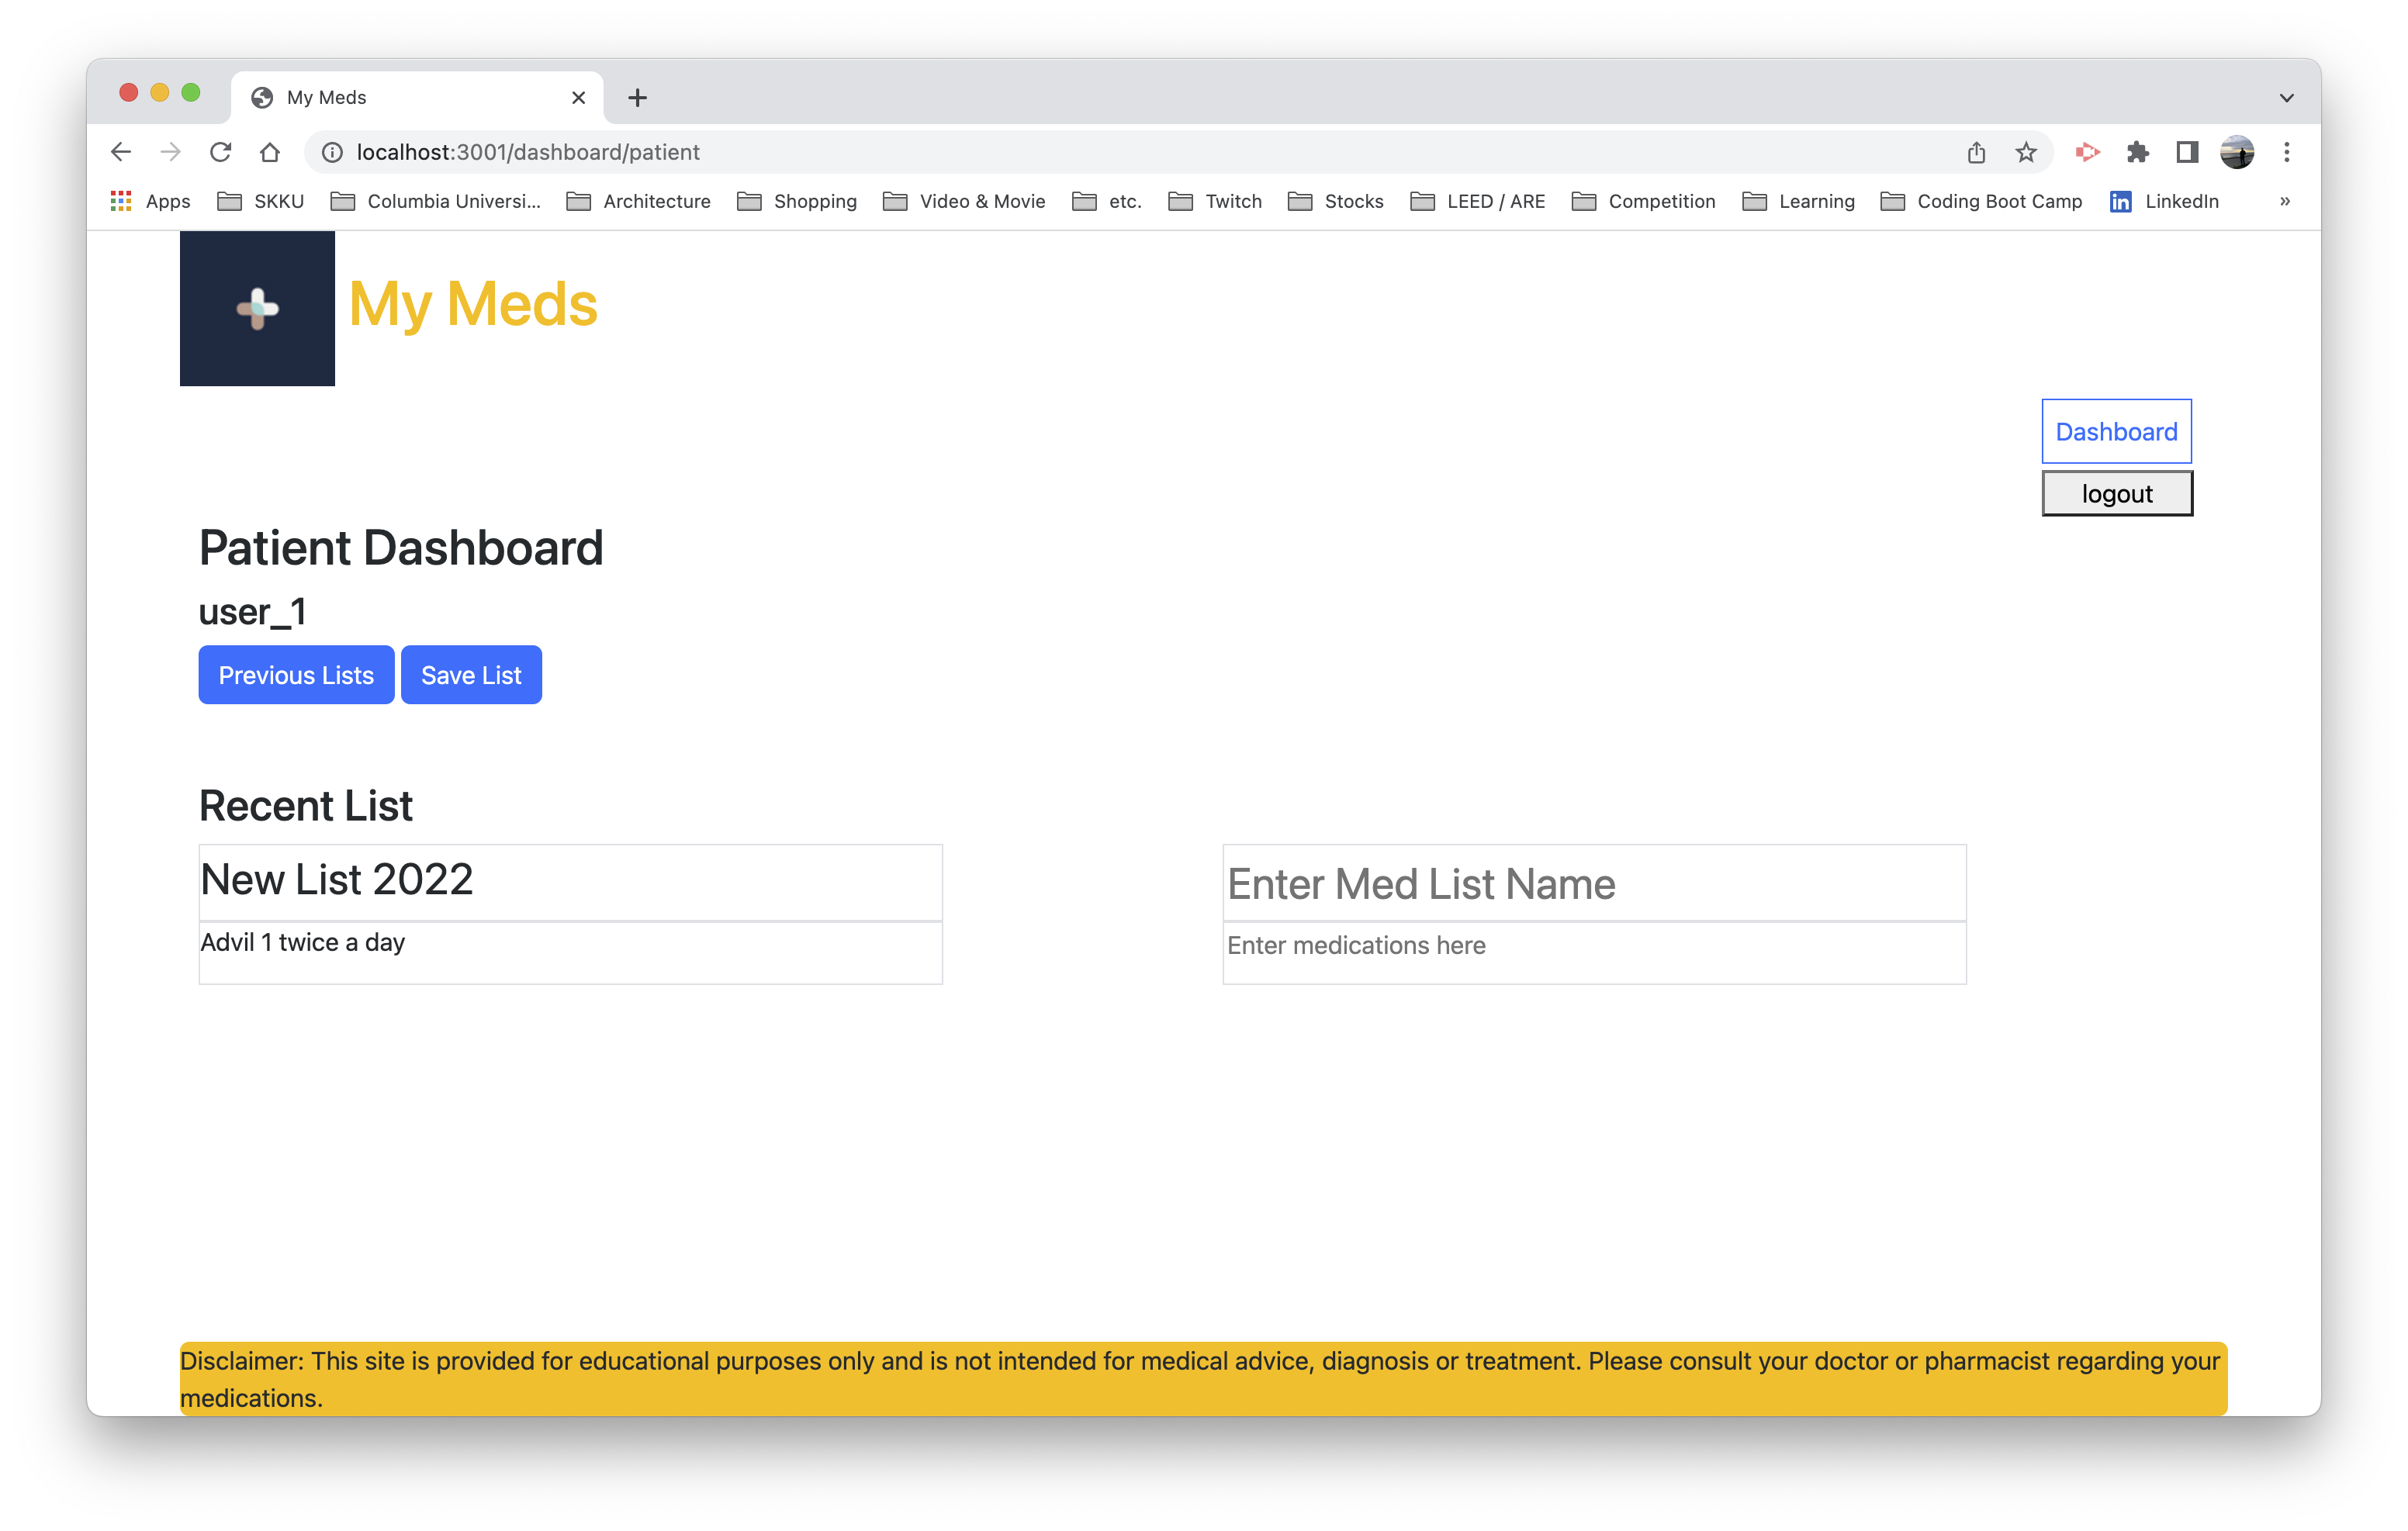 My Meds
localhost:3001/dashboard/patient
Apps SKKU Columbia Universi... Architecture Shopping Video & Movie etc. Twitch Stocks LEED / ARE Competition Learning Coding Boot Camp LinkedIn »
My Meds
Dashboard
logout
Patient Dashboard
user_1
Previous Lists Save List
Recent List
New List 2022 Enter Med List Name
Advil 1 twice a day Enter medications here
Disclaimer: This site is provided for educational purposes only and is not intended for medical advice, diagnosis or treatment. Please consult your doctor or pharmacist regarding your
medications.